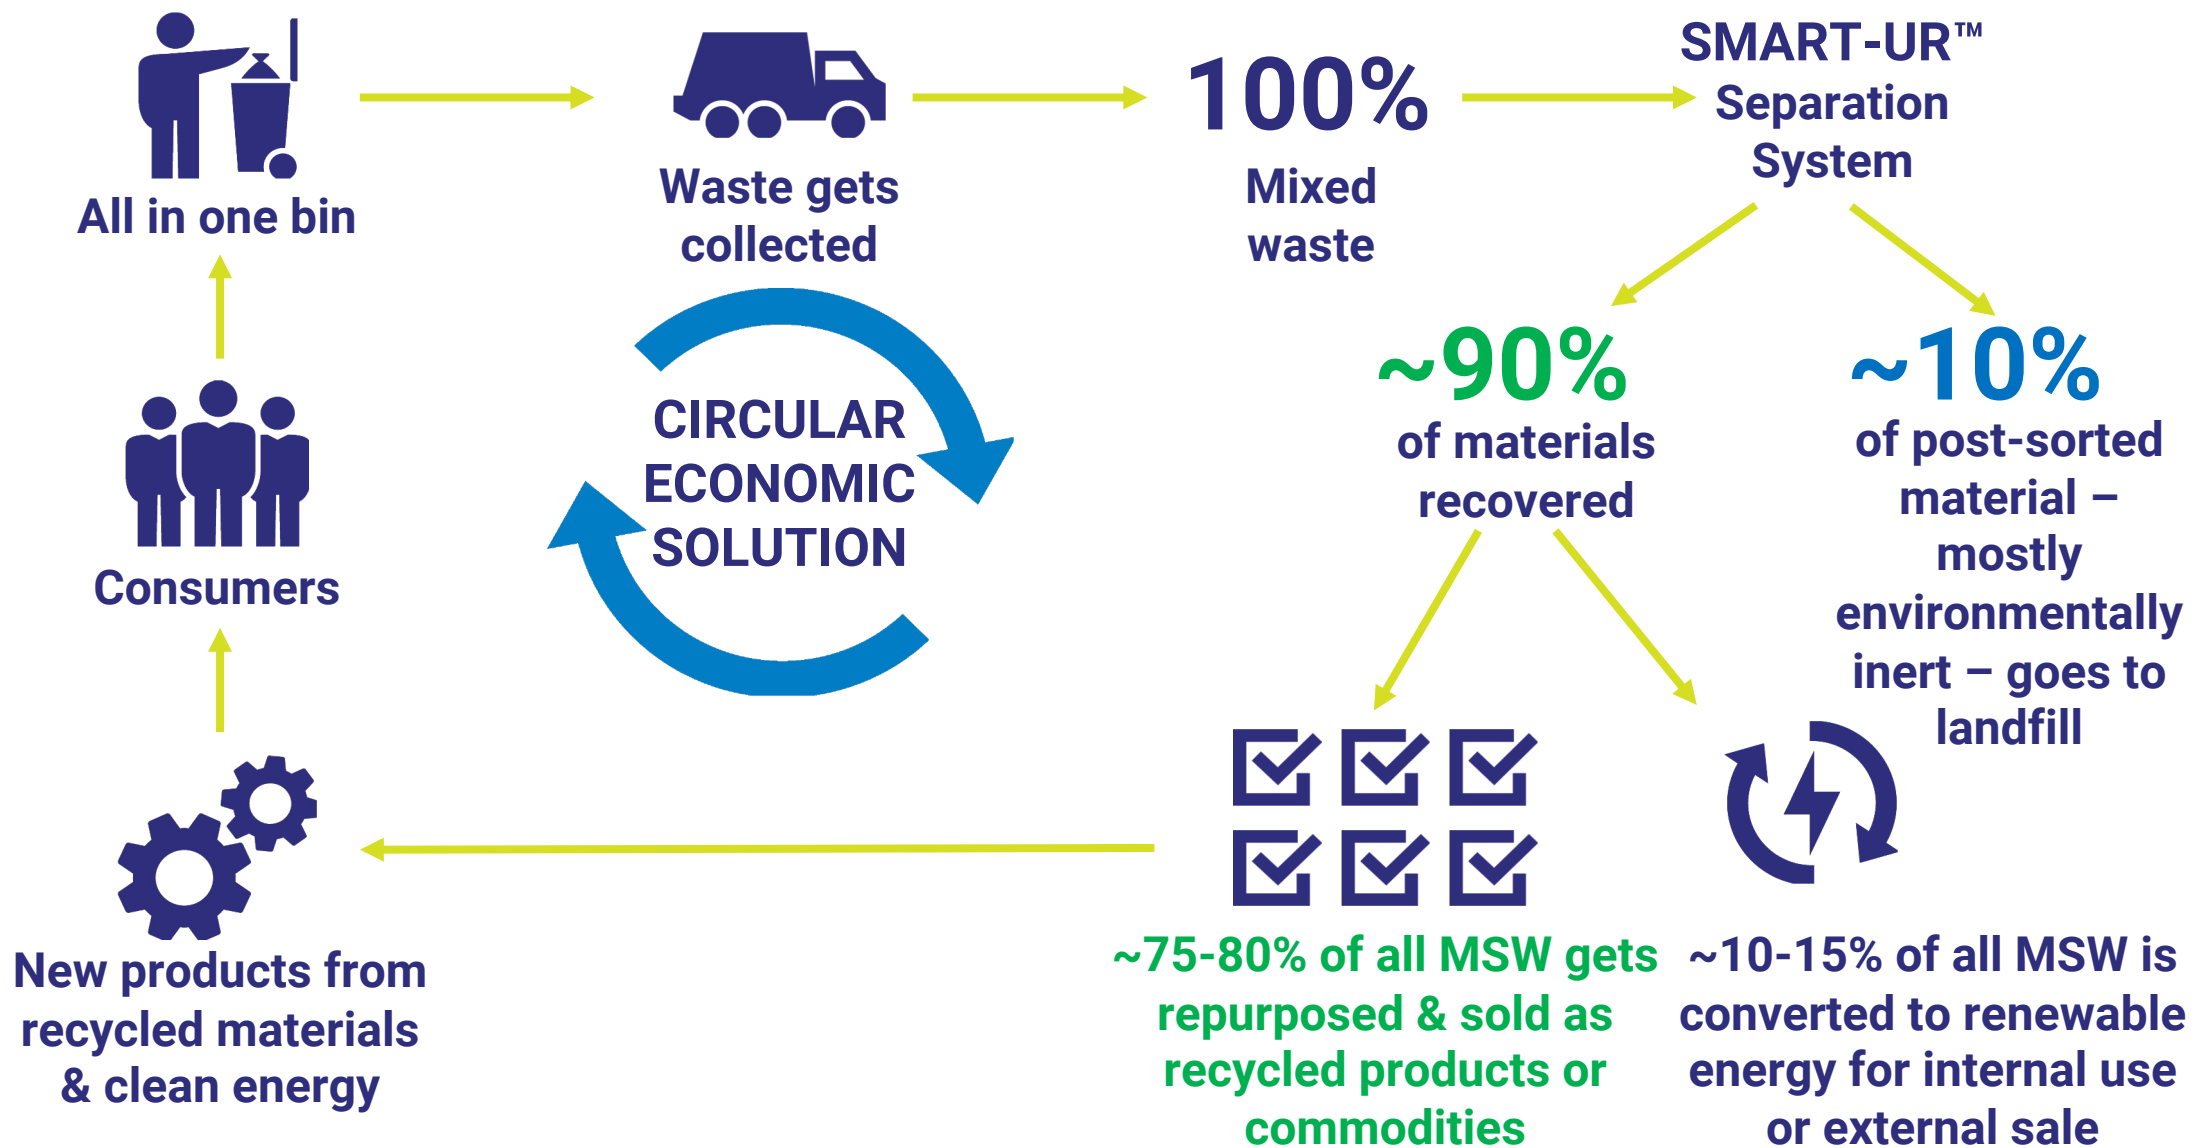 All in one bin
Waste gets
collected
100%
Mixed
waste
SMART-UR™
Separation
System
~90%
of materials
recovered
~10%
of post-sorted
material –
mostly
environmentally
inert – goes to
landfill
CIRCULAR
ECONOMIC
SOLUTION
Consumers
New products from
recycled materials
& clean energy
~75-80% of all MSW gets
repurposed & sold as
recycled products or
commodities
~10-15% of all MSW is
converted to renewable
energy for internal use
or external sale